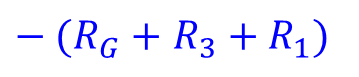 − (R_G + R_3 + R_1)